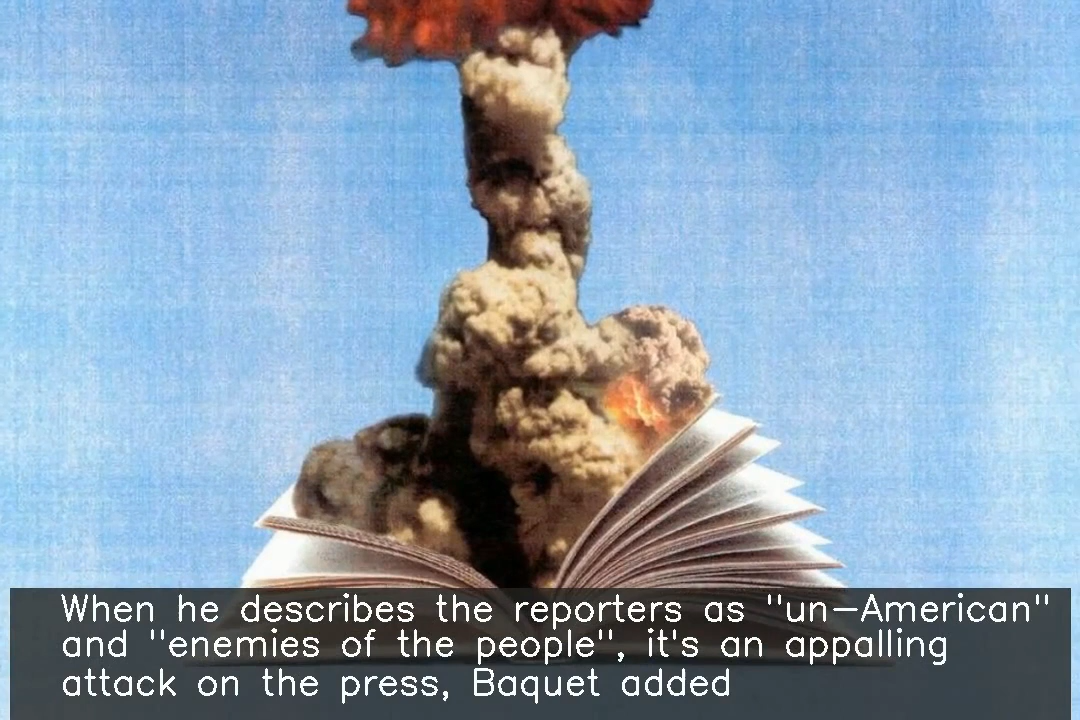 When he describes the reporters as "un-American"
and "enemies of the people", it's an appalling
attack on the press, Baquet added